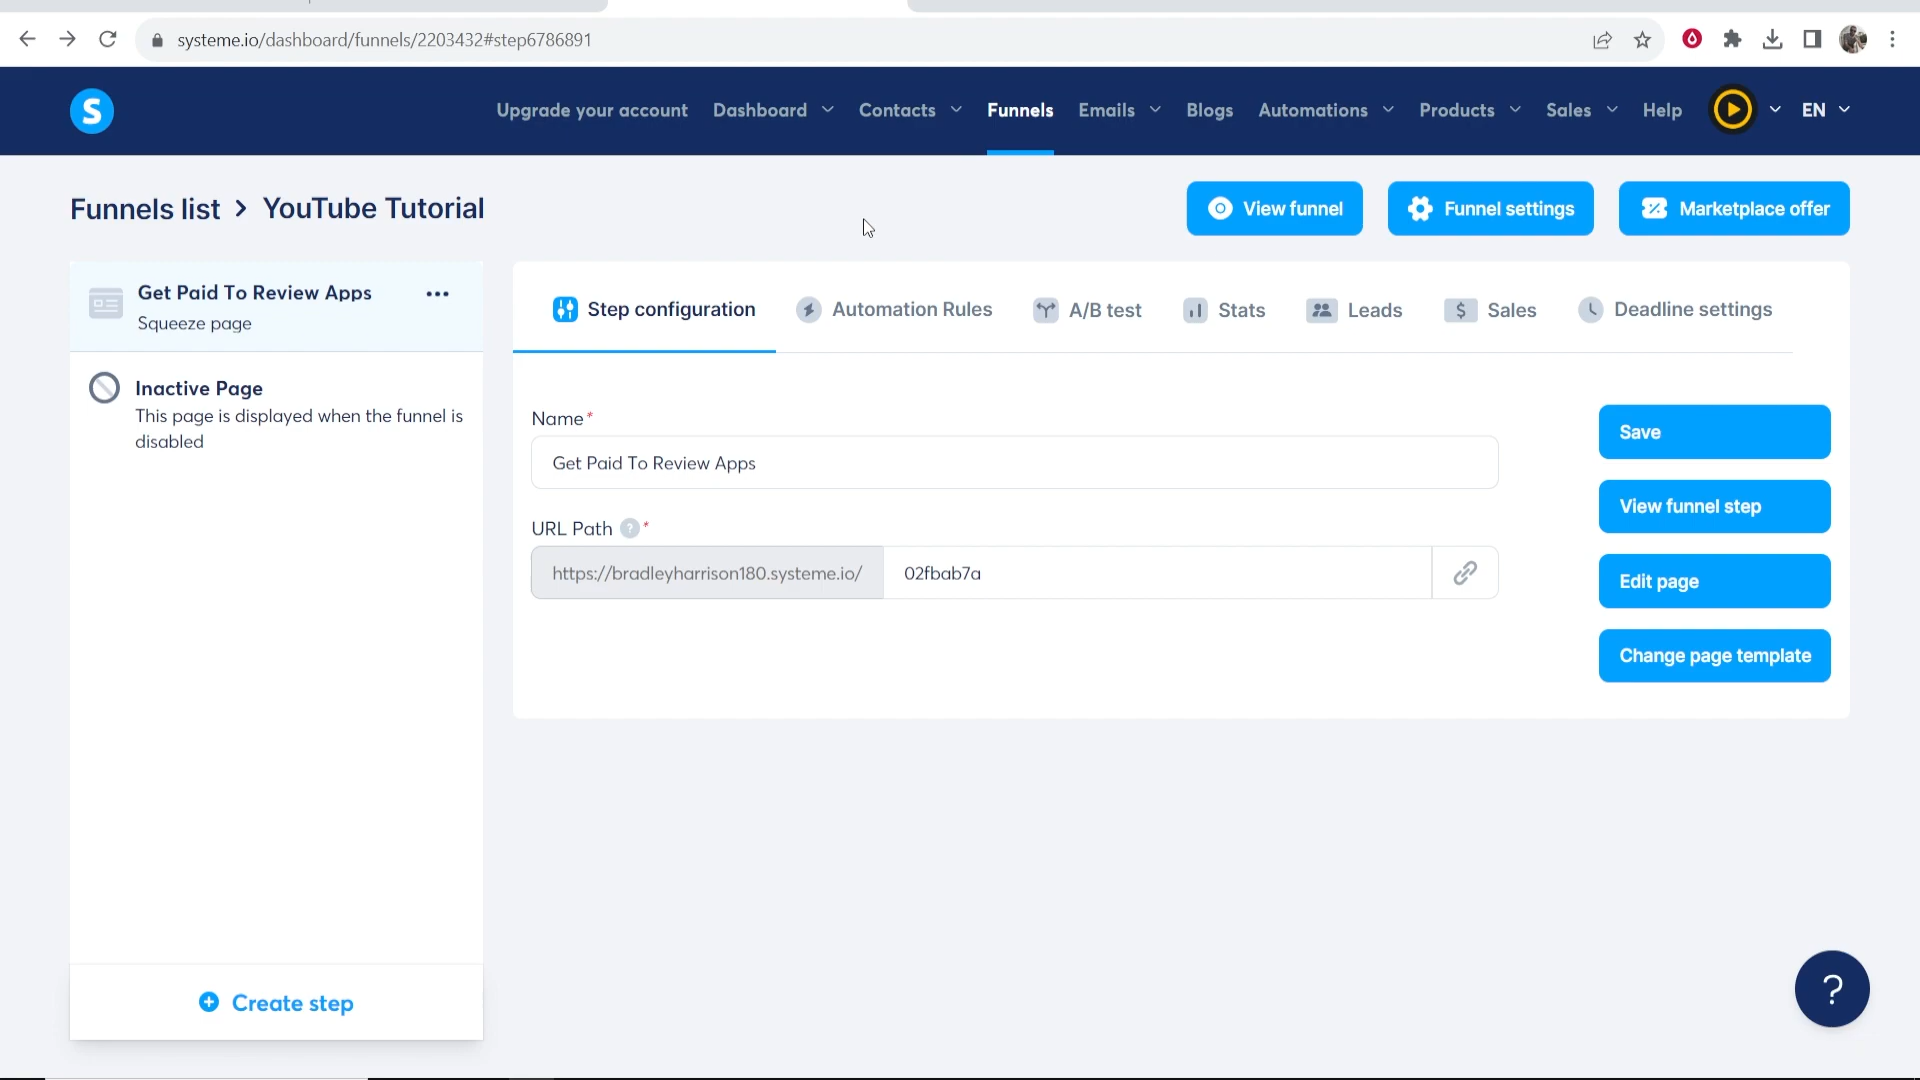 systeme.io/dashboard/funnels/2203432#step6786891
S
Upgrade your account Dashboard Contacts Funnels Emails Blogs Automations Products Sales Help EN
Funnels list > YouTube Tutorial
View funnel
Funnel settings
Marketplace offer
Get Paid To Review Apps
Squeeze page
Inactive Page
This page is displayed when the funnel is
disabled
Create step
Step configuration Automation Rules A/B test Stats Leads $ Sales Deadline settings
Name*
Get Paid To Review Apps
URL Path ? *
https://bradleyharrison180.systeme.io/ 02fbab7a
Save
View funnel step
Edit page
Change page template
?